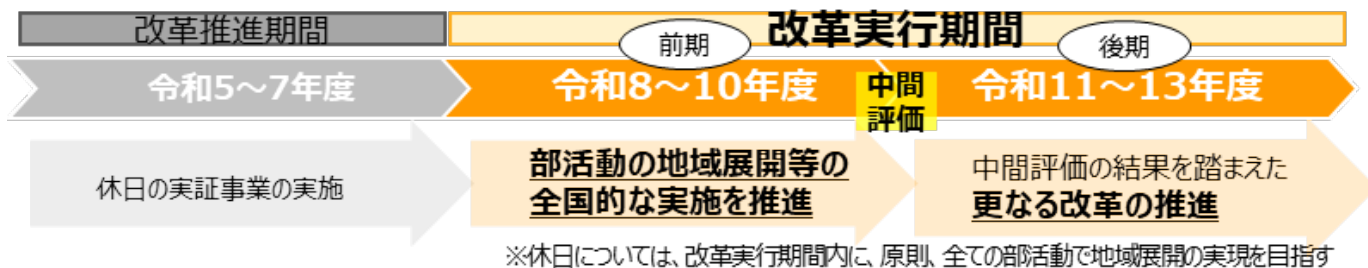 改革推進期間
改革実行期間
前期
後期
令和5～7年度
令和8～10年度
中間
評価
令和11～13年度
休日の実証事業の実施
部活動の地域展開等の
全国的な実施を推進
中間評価の結果を踏まえた
更なる改革の推進
※休日については、改革実行期間内に、原則、全ての部活動で地域展開の実現を目指す